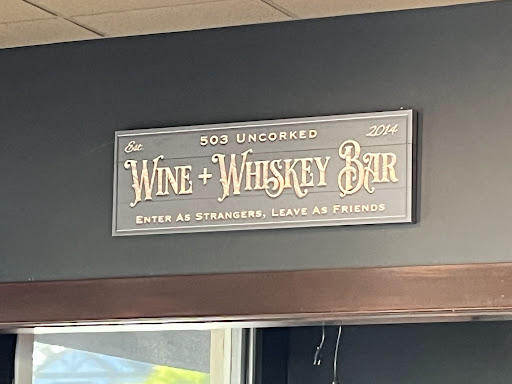 503 UNCORKED
Est. 2014
WINE + WHISKEY BAR
ENTER AS STRANGERS, LEAVE AS FRIENDS